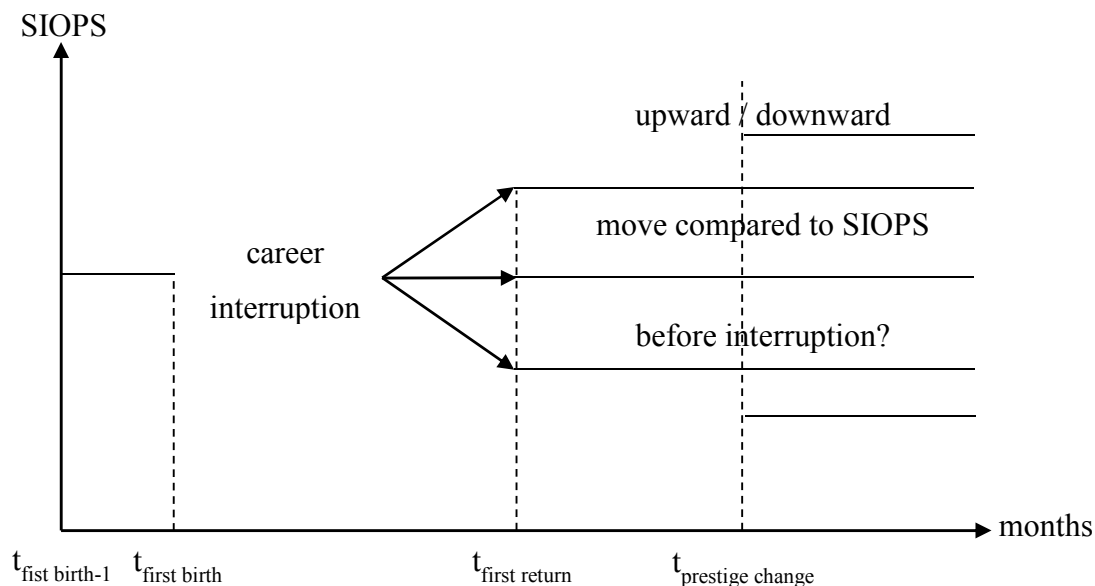 SIOPS
upward / downward
move compared to SIOPS
career
interruption
before interruption?
months
t fist birth-1
t first birth
t first return
t prestige change